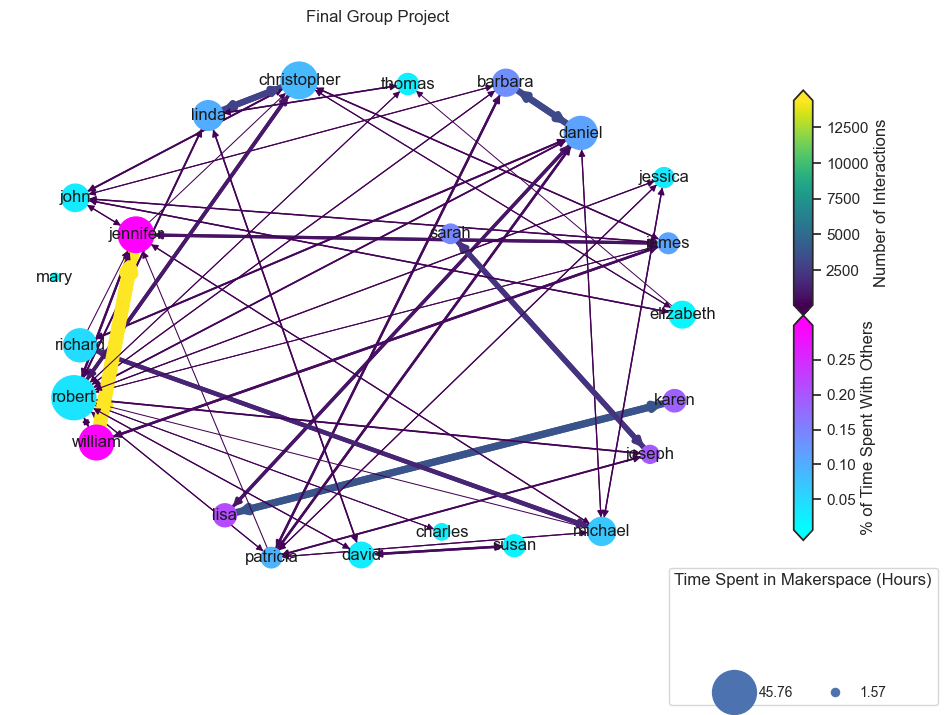 Final Group Project
christopher
thomas
barbara
linda
daniel
jessica
john
jennifer
sarah
james
mary
elizabeth
richard
robert
karen
william
joseph
lisa
charles
michael
susan
patricia
david
12500
10000
7500
5000
2500
Number of Interactions
0.25
0.20
0.15
0.10
0.05
% of Time Spent With Others
Time Spent in Makerspace (Hours)
45.76
1.57